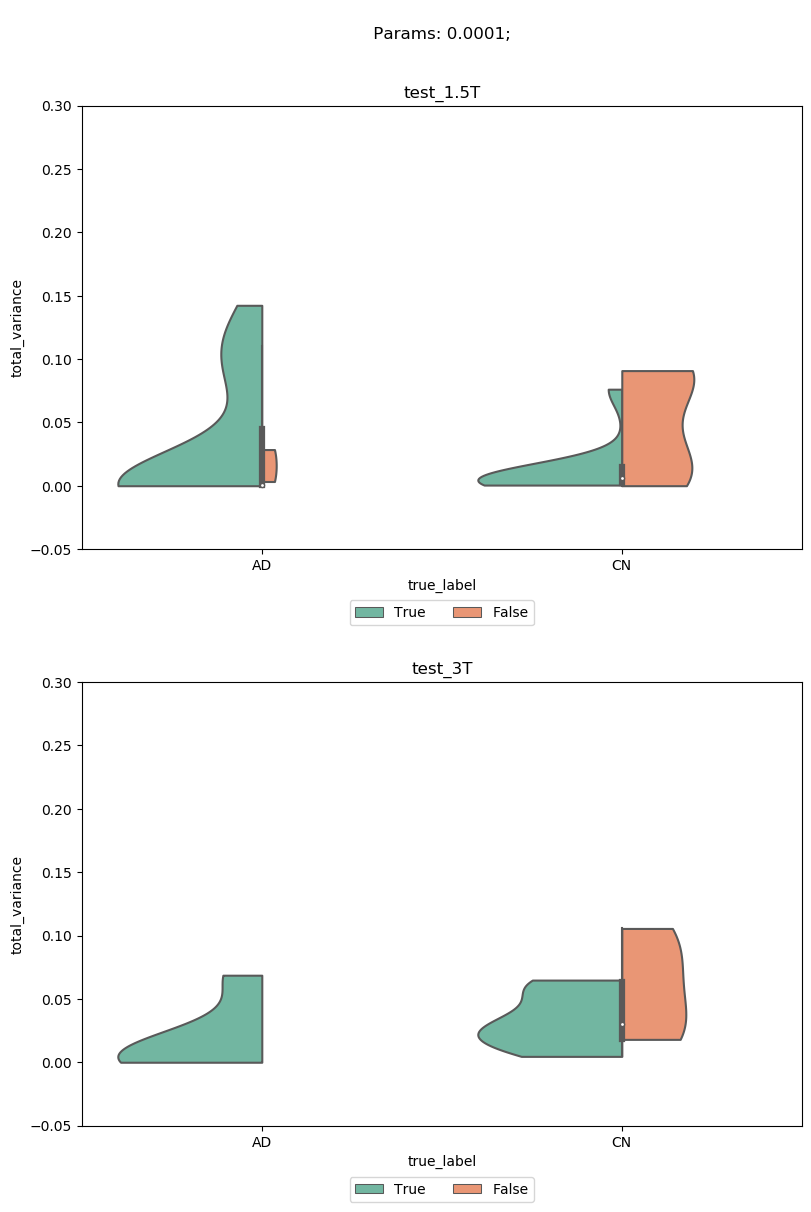 Params: 0.0001;
test_1.5T
0.30
0.25
0.20
0.15
0.10
0.05
0.00
−0.05
total_variance
AD CN
true_label
True False
test_3T
0.30
0.25
0.20
0.15
0.10
0.05
0.00
−0.05
total_variance
AD CN
true_label
True False